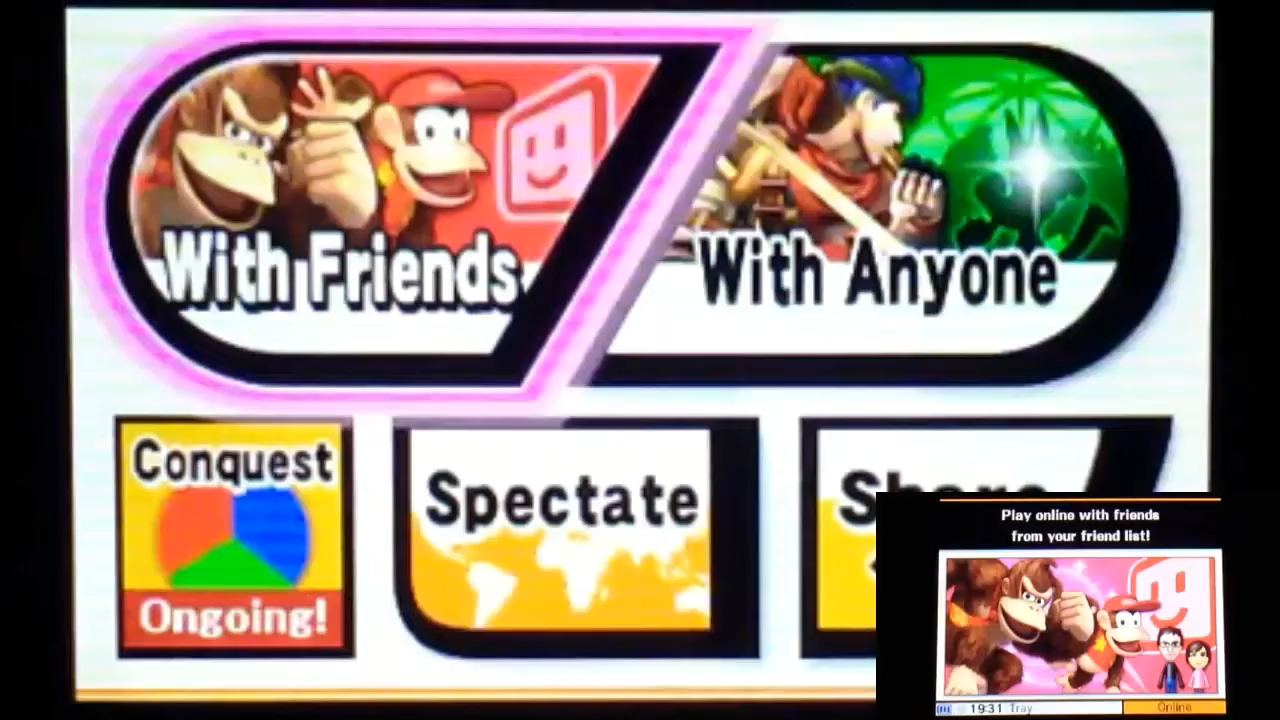 With Friends
With Anyone
Conquest
Ongoing!
Spectate
Share
Play online with friends
from your friend list!
19:31 Tray
Online